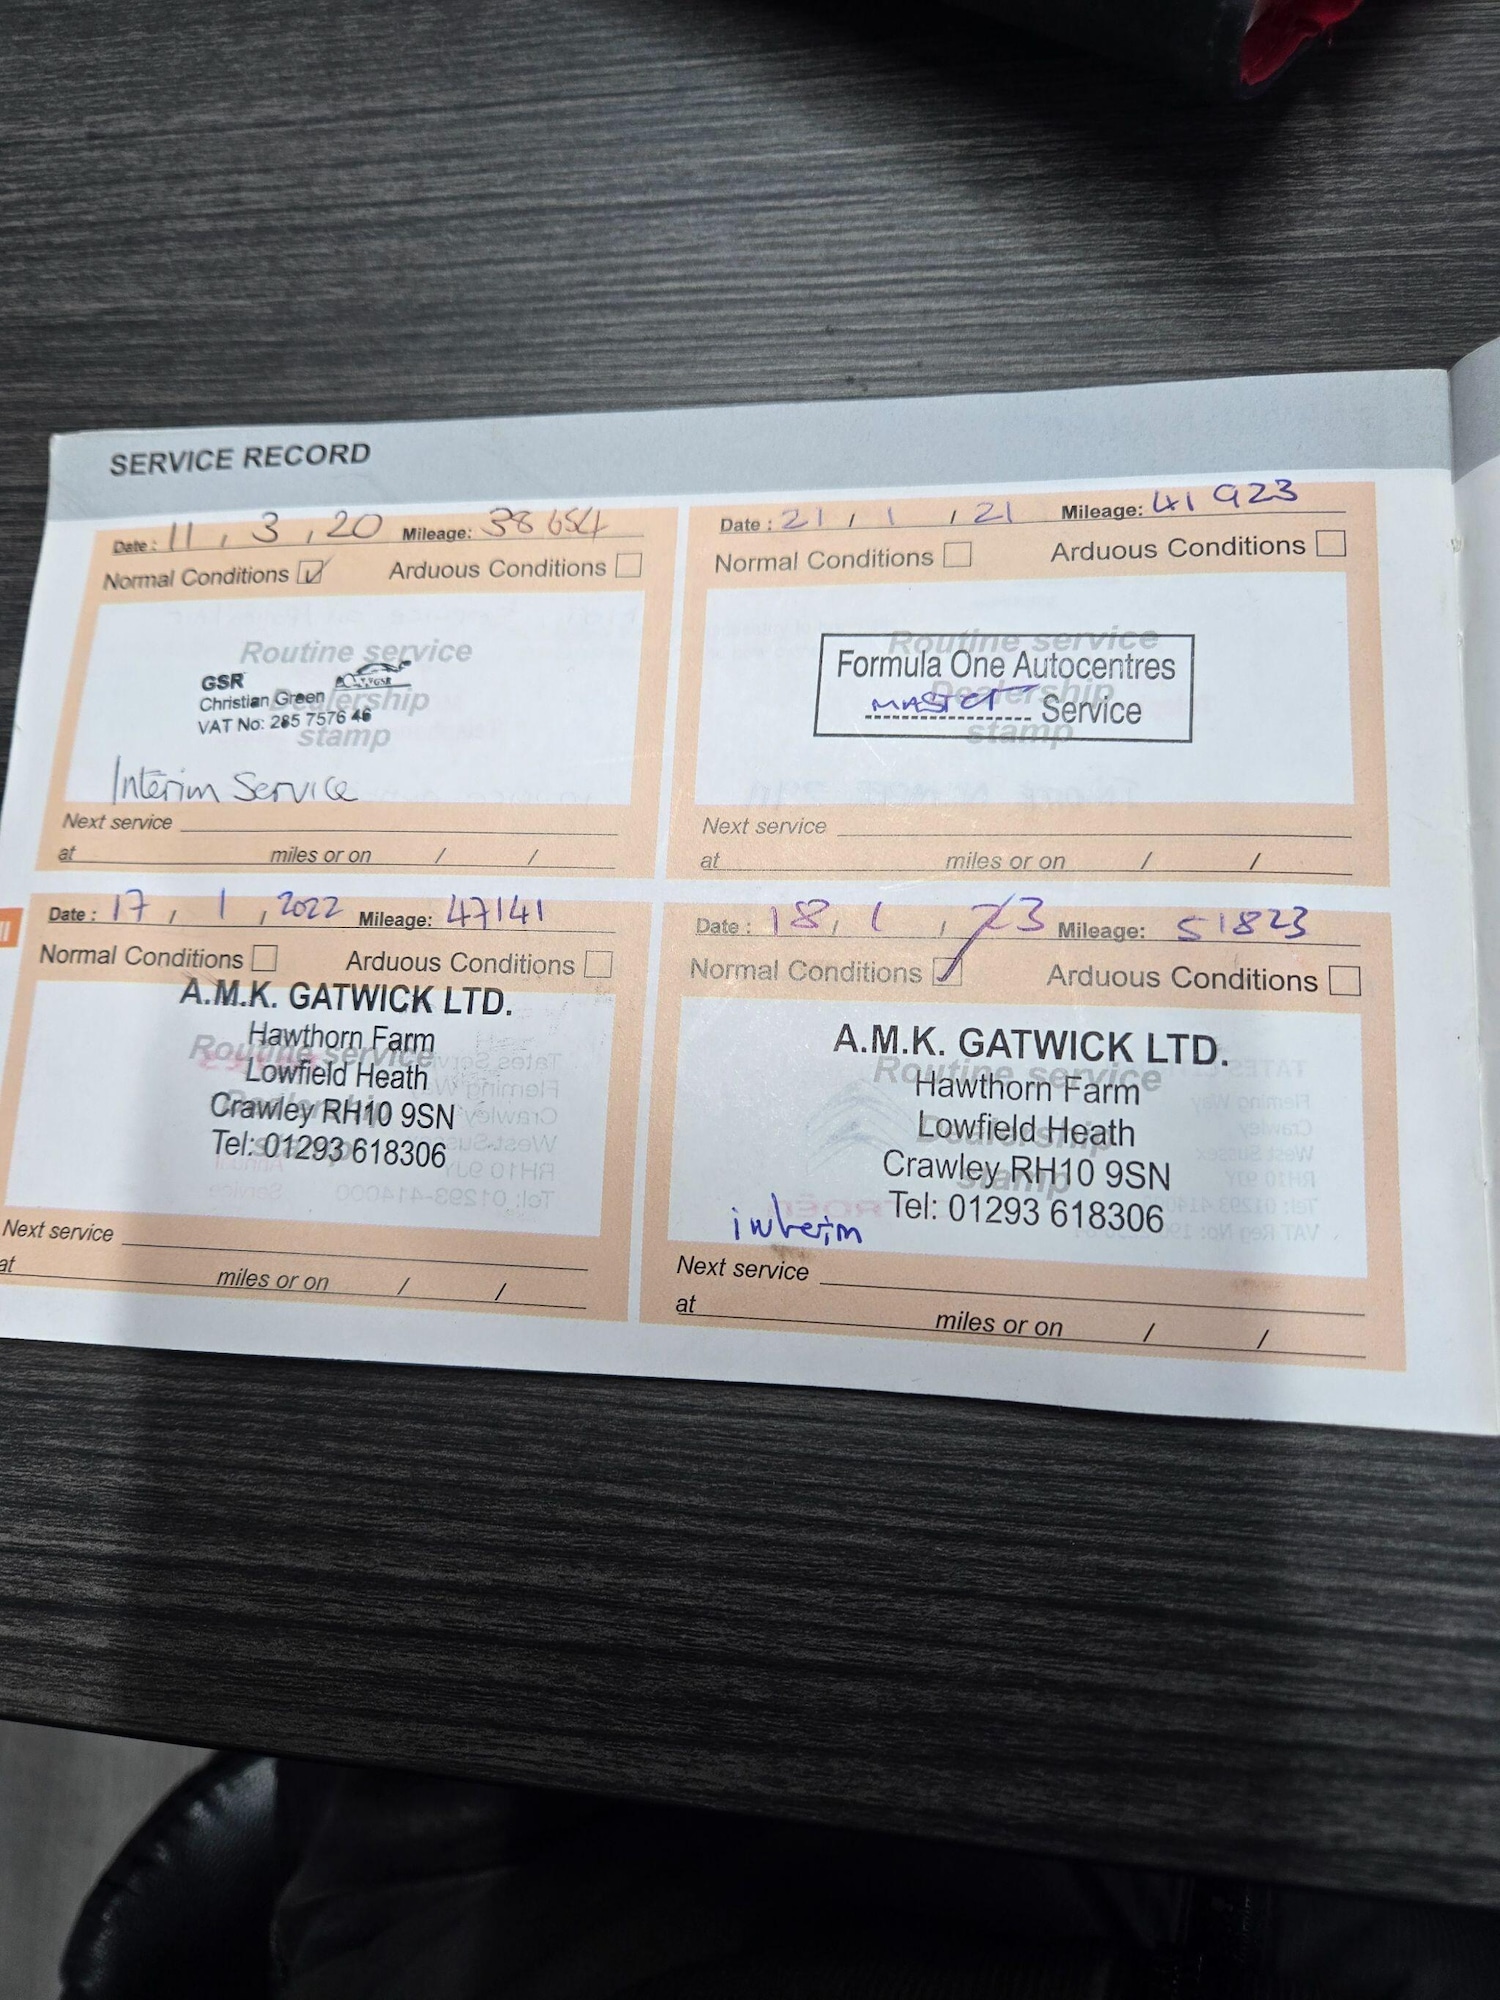 SERVICE RECORD
Date : 11 / 3 / 20 Mileage: 38654
Normal Conditions Arduous Conditions
Routine service
Dealership
stamp
GSR
Christian Green
VAT No: 285 7576 46
Interim Service
Next service
at miles or on / /
Date : 21 / 1 / 21 Mileage: 41923
Normal Conditions Arduous Conditions
Routine service
Dealership
stamp
Formula One Autocentres
MASTER Service
Next service
at miles or on / /
Date : 17 / 1 / 2022 Mileage: 47141
Normal Conditions Arduous Conditions
Routine service
Dealership
stamp
A.M.K. GATWICK LTD.
Hawthorn Farm
Lowfield Heath
Crawley RH10 9SN
Tel: 01293 618306
Next service
at miles or on / /
Date : 18 / 1 / 23 Mileage: 51823
Normal Conditions Arduous Conditions
Routine service
Dealership
stamp
A.M.K. GATWICK LTD.
Hawthorn Farm
Lowfield Heath
Crawley RH10 9SN
Tel: 01293 618306
interim
Next service
at miles or on / /